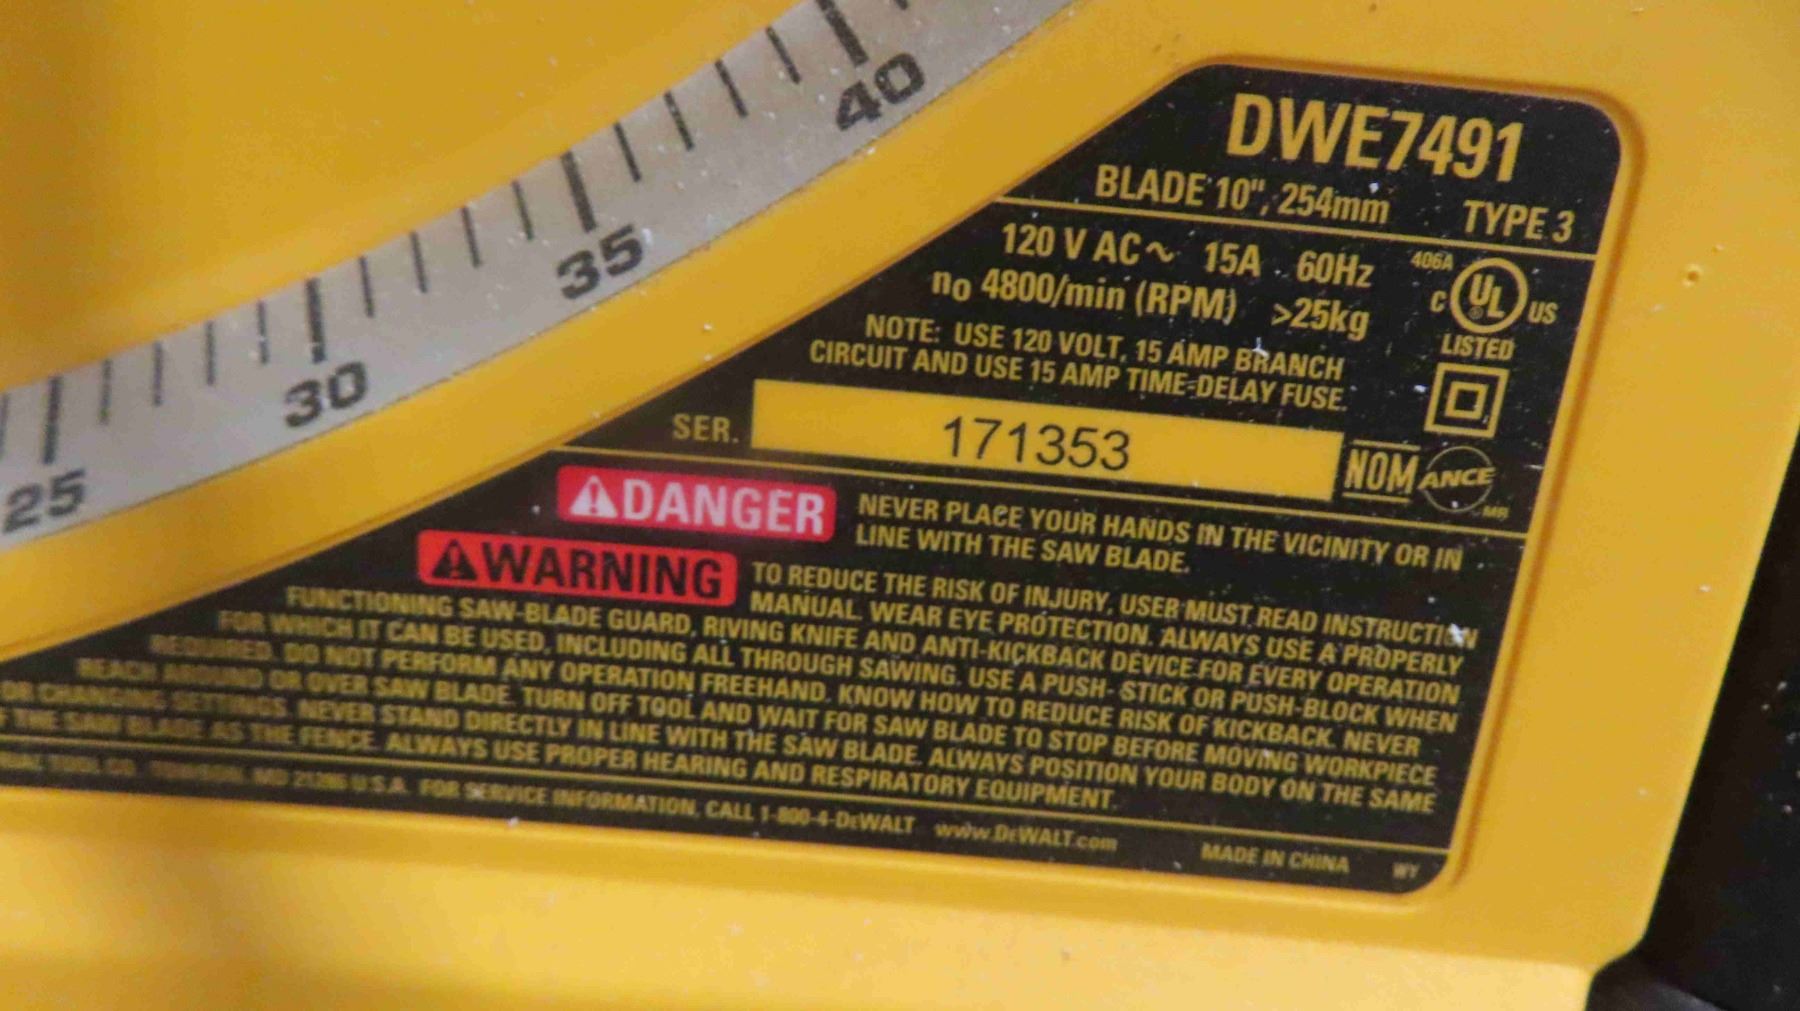 40
35
30
25
DWE7491
BLADE 10", 254mm TYPE 3
120 V AC ~ 15A 60Hz
406A
n₀ 4800/min (RPM) >25kg
C UL ® US
LISTED
NOTE: USE 120 VOLT, 15 AMP BRANCH
CIRCUIT AND USE 15 AMP TIME-DELAY FUSE.
SER. 171353
NOM ANCE
MR
DANGER NEVER PLACE YOUR HANDS IN THE VICINITY OR IN
LINE WITH THE SAW BLADE.
WARNING TO REDUCE THE RISK OF INJURY, USER MUST READ INSTRUCTION
MANUAL. WEAR EYE PROTECTION. ALWAYS USE A PROPERLY
FUNCTIONING SAW-BLADE GUARD, RIVING KNIFE AND ANTI-KICKBACK DEVICE FOR EVERY OPERATION
FOR WHICH IT CAN BE USED, INCLUDING ALL THROUGH SAWING. USE A PUSH-STICK OR PUSH-BLOCK WHEN
REQUIRED. DO NOT PERFORM ANY OPERATION FREEHAND. KNOW HOW TO REDUCE RISK OF KICKBACK. NEVER
REACH AROUND OR OVER SAW BLADE. TURN OFF TOOL AND WAIT FOR SAW BLADE TO STOP BEFORE MOVING WORKPIECE
OR CHANGING SETTINGS. NEVER STAND DIRECTLY IN LINE WITH THE SAW BLADE. ALWAYS POSITION YOUR BODY ON THE SAME
THE SAW BLADE AS THE FENCE. ALWAYS USE PROPER HEARING AND RESPIRATORY EQUIPMENT.
MD 21286 U.S.A. FOR SERVICE INFORMATION, CALL 1-800-4-DeWALT www.DeWALT.com MADE IN CHINA WY